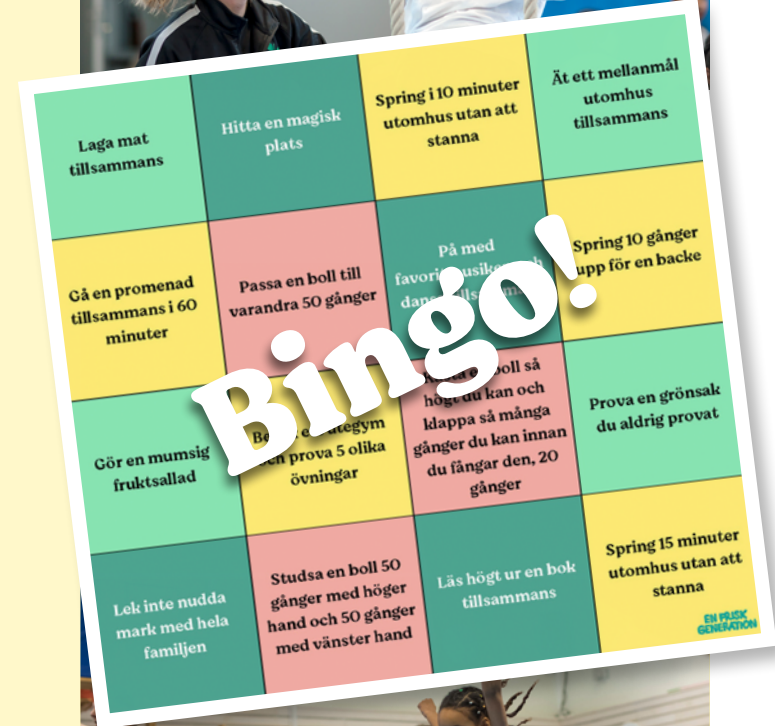 Laga mat
tillsammans
Hitta en magisk
plats
Spring i 10 minuter
utomhus utan att
stanna
Ät ett mellanmål
utomhus
tillsammans
Gå en promenad
tillsammans i 60
minuter
Passa en boll till
varandra 50 gånger
På med
Spring 10 gånger
upp för en backe
Bingo!
Gör en mumsig
fruktsallad
prova 5 olika
övningar
boll så
högt du kan och
klappa så många
gånger du kan innan
du fångar den, 20
gånger
Prova en grönsak
du aldrig provat
Lek inte nudda
mark med hela
familjen
Studsa en boll 50
gånger med höger
hand och 50 gånger
med vänster hand
Läs högt ur en bok
tillsammans
Spring 15 minuter
utomhus utan att
stanna
EN FRISK
GENERATION